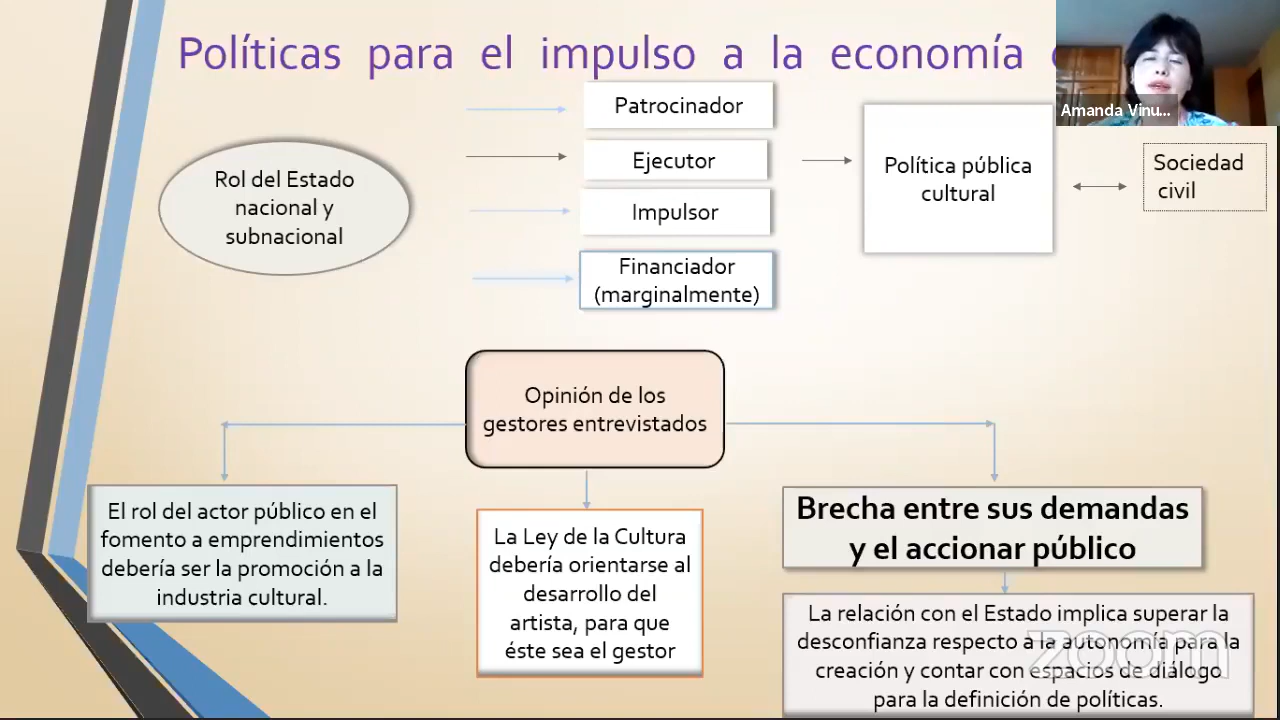 Políticas para el impulso a la economía
Amanda Vinu...
Rol del Estado
nacional y
subnacional
Patrocinador
Ejecutor
Impulsor
Financiador
(marginalmente)
Política pública
cultural
Sociedad
civil
Opinión de los
gestores entrevistados
El rol del actor público en el
fomento a emprendimientos
debería ser la promoción a la
industria cultural.
La Ley de la Cultura
debería orientarse al
desarrollo del
artista, para que
éste sea el gestor
Brecha entre sus demandas
y el accionar público
La relación con el Estado implica superar la
desconfianza respecto a la autonomía para la
creación y contar con espacios de diálogo
para la definición de políticas.
zoom